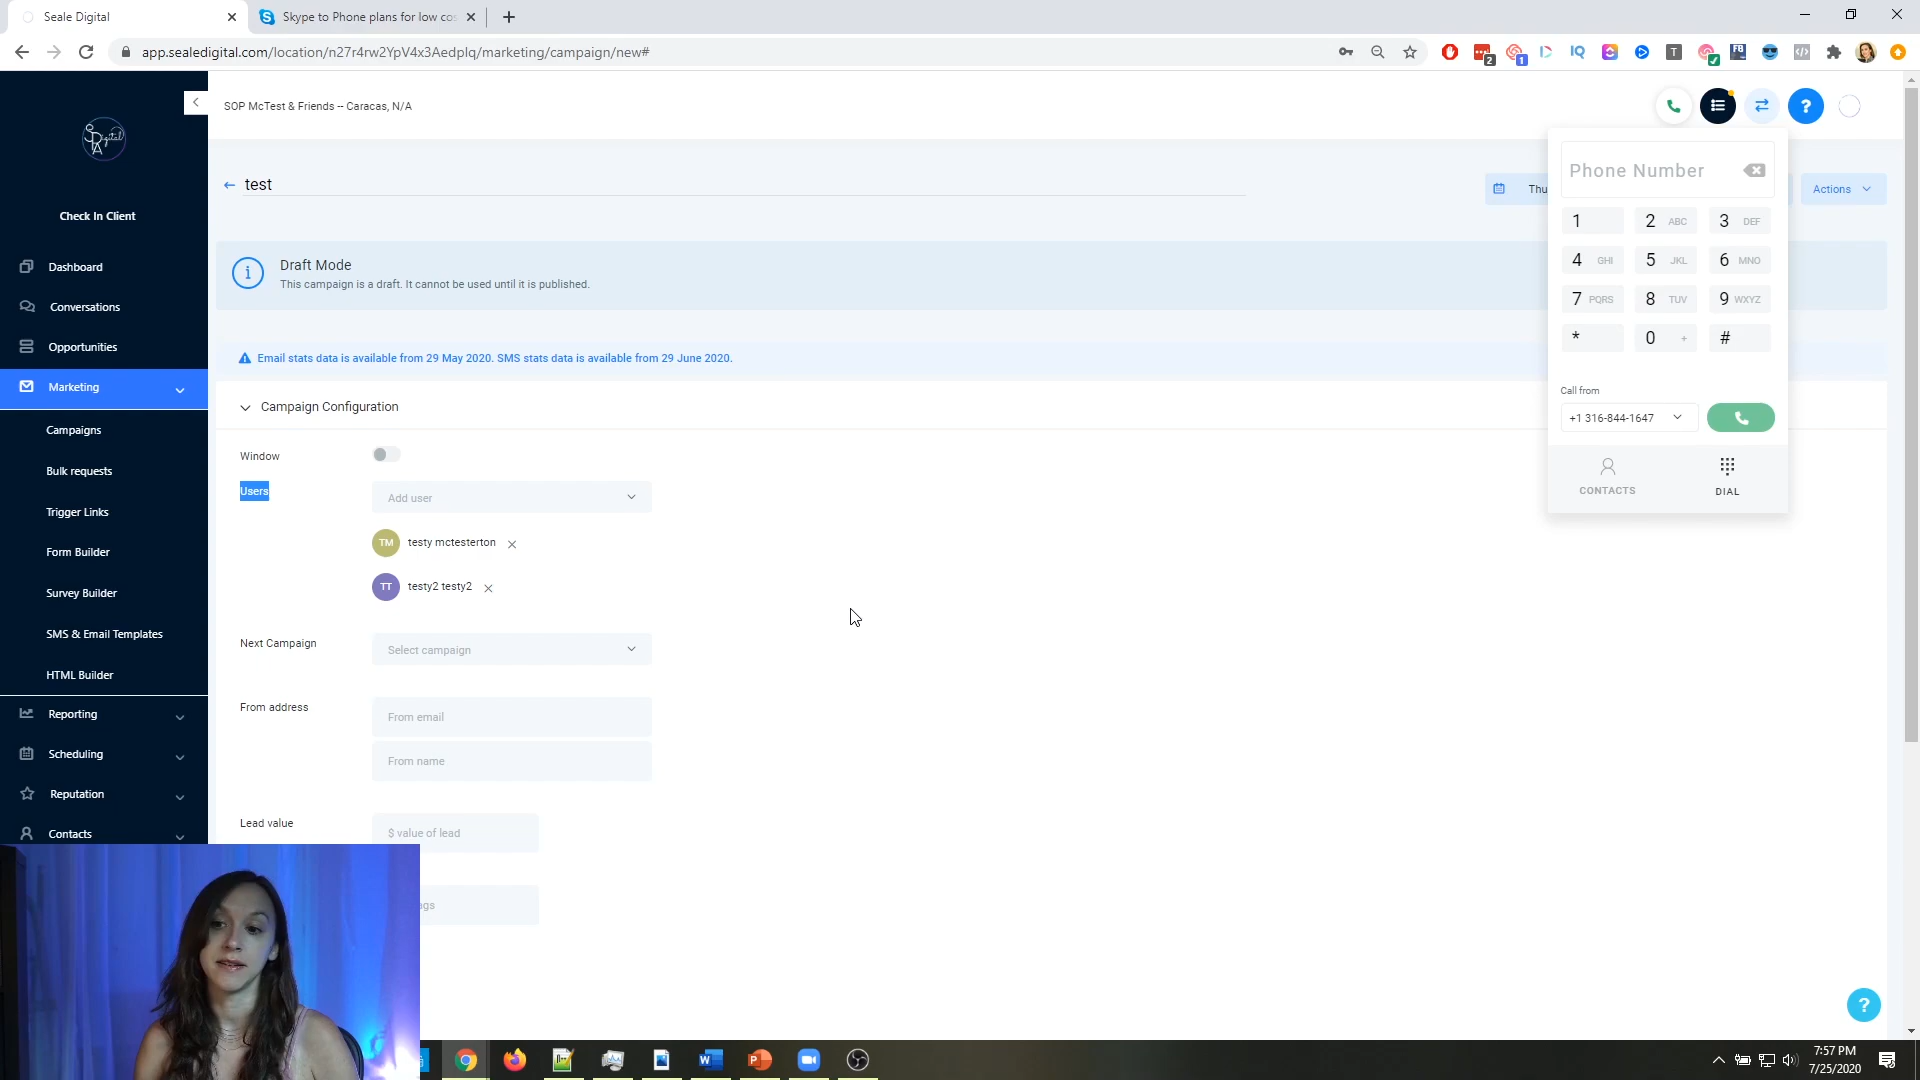 Seale Digital
Skype to Phone plans for low cos
app.sealedigital.com/location/n27r4rw2YpV4x3Aedplq/marketing/campaign/new#
SOP McTest & Friends -- Caracas, N/A
Check In Client
Dashboard
Conversations
Opportunities
Marketing
Campaigns
Bulk requests
Trigger Links
Form Builder
Survey Builder
SMS & Email Templates
HTML Builder
Reporting
Scheduling
Reputation
Contacts
test
Thu
Actions
Draft Mode
This campaign is a draft. It cannot be used until it is published.
Email stats data is available from 29 May 2020. SMS stats data is available from 29 June 2020.
Campaign Configuration
Window
Users
Add user
TM testy mctesterton
TT testy2 testy2
Next Campaign
Select campaign
From address
From email
From name
Lead value
$ value of lead
Phone Number
1 2 ABC 3 DEF
4 GHI 5 JKL 6 MNO
7 PQRS 8 TUV 9 WXYZ
* 0 + #
Call from
+1 316-844-1647
CONTACTS DIAL
7:57 PM
7/25/2020